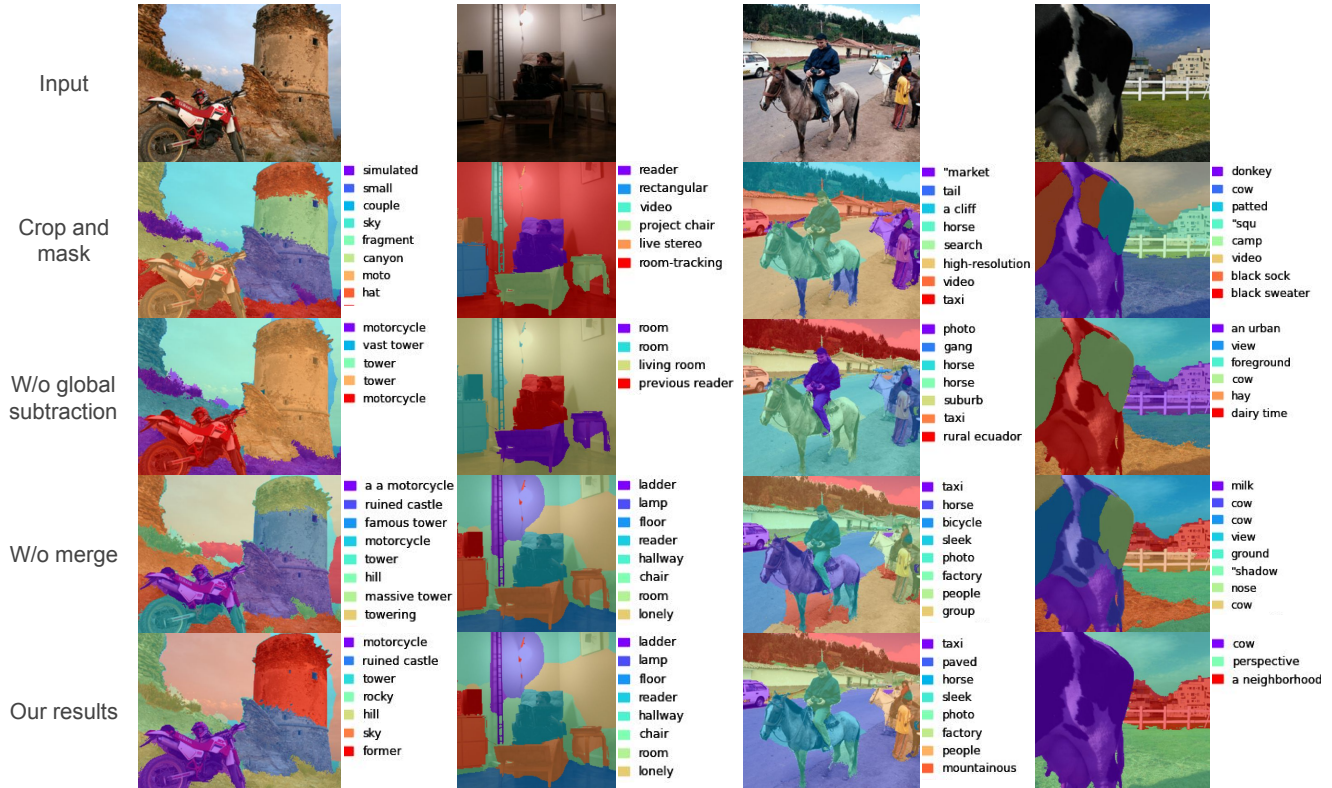 Input
Crop and
mask
simulated
small
couple
sky
fragment
canyon
moto
hat
reader
rectangular
video
project chair
live stereo
room-tracking
"market
tail
a cliff
horse
search
high-resolution
video
taxi
donkey
cow
patted
"squ
camp
video
black sock
black sweater
W/o global
subtraction
motorcycle
vast tower
tower
tower
motorcycle
room
room
living room
previous reader
photo
gang
horse
horse
suburb
taxi
rural ecuador
an urban
view
foreground
cow
hay
dairy time
W/o merge
a a motorcycle
ruined castle
famous tower
motorcycle
tower
hill
massive tower
towering
ladder
lamp
floor
reader
hallway
chair
room
lonely
taxi
horse
bicycle
sleek
photo
factory
people
group
milk
cow
cow
view
ground
"shadow
nose
cow
Our results
motorcycle
ruined castle
tower
rocky
hill
sky
former
ladder
lamp
floor
reader
hallway
chair
room
lonely
taxi
paved
horse
sleek
photo
factory
people
mountainous
cow
perspective
a neighborhood